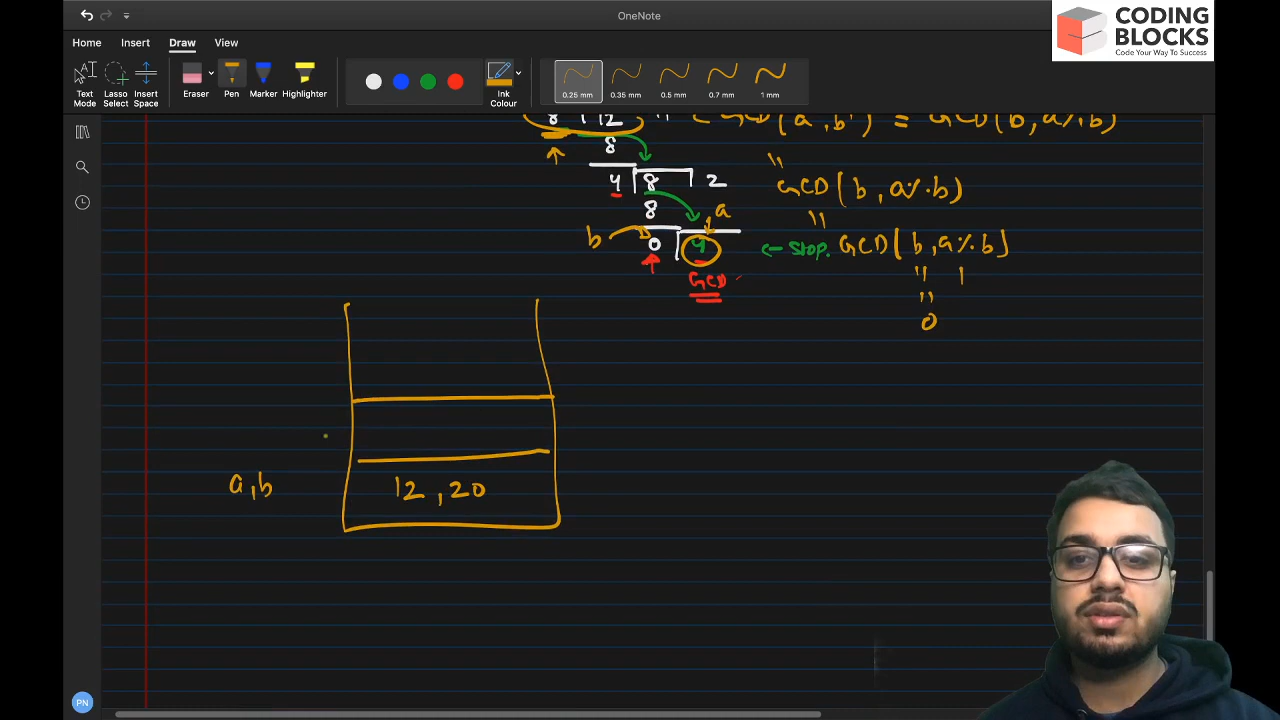 OneNote
CODING
BLOCKS
Code Your Way To Success
Home Insert Draw View
Text Mode
Lasso Select
Insert Space
Eraser
Pen
Marker
Highlighter
Ink Colour
0.25 mm
0.35 mm
0.5 mm
0.7 mm
1 mm
8 12 GCD(a,b) = GCD(b,a%b)
8
4 8 2 GCD(b,a%b)
8 a
b 0 4 ← stop. GCD(b,a%b)
GCD
0
a,b 12,20
PN